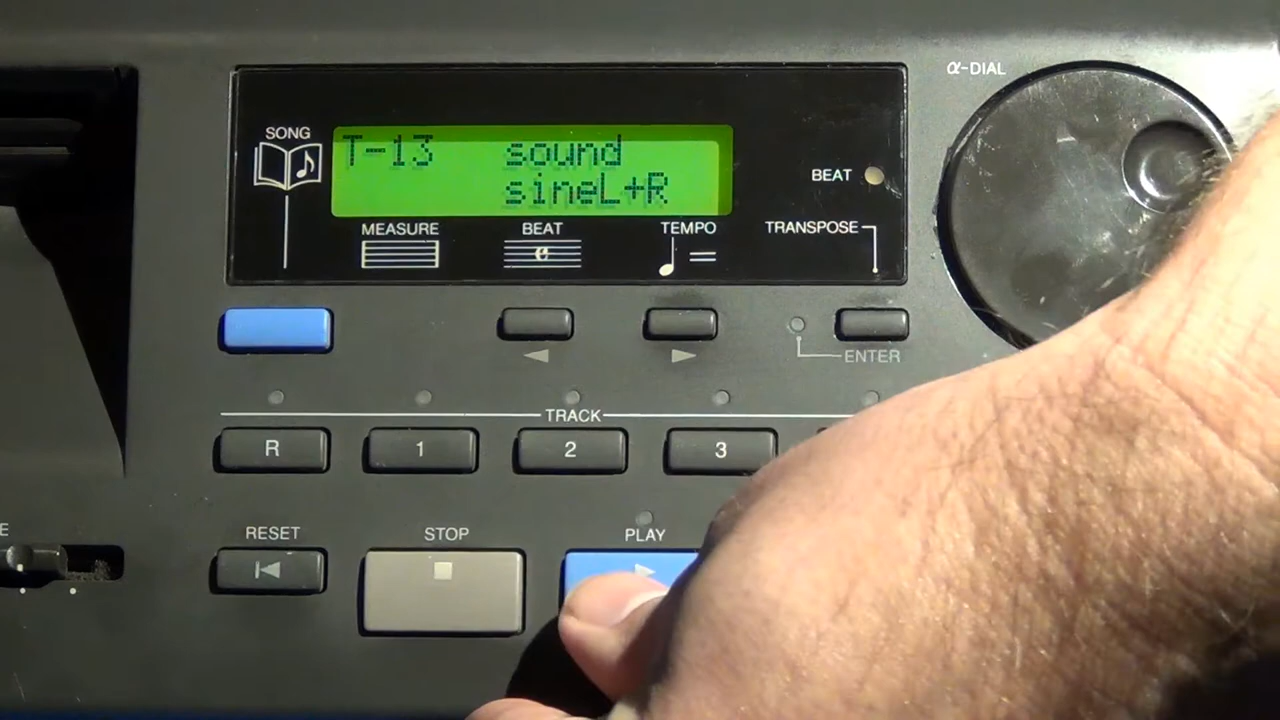 α-DIAL
SONG
T-13 sound
sineL+R
BEAT
MEASURE BEAT TEMPO TRANSPOSE
ENTER
TRACK
R 1 2 3
E
RESET STOP PLAY